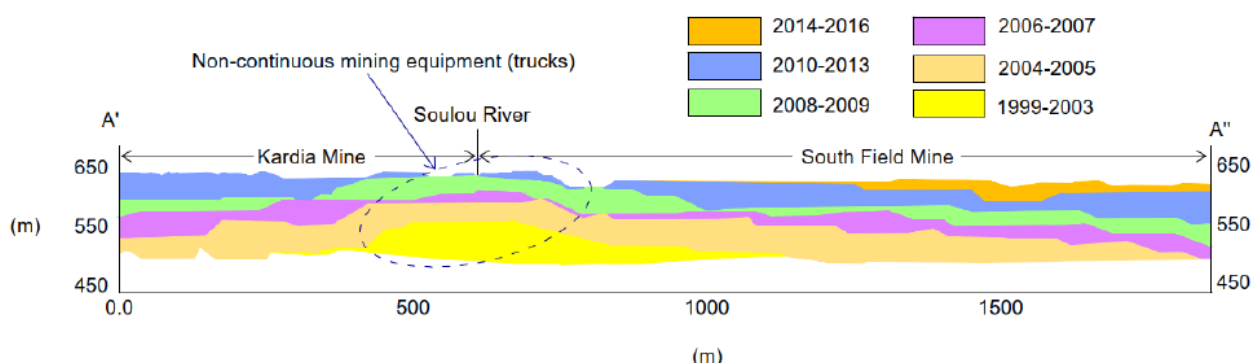 2014-2016
2006-2007
Non-continuous mining equipment (trucks)
2010-2013
2004-2005
Soulou River
2008-2009
1999-2003
A'
A"
650
Kardia Mine
South Field Mine
650
(m)
550
550
450
450
0.0
500
1000
1500
(m)